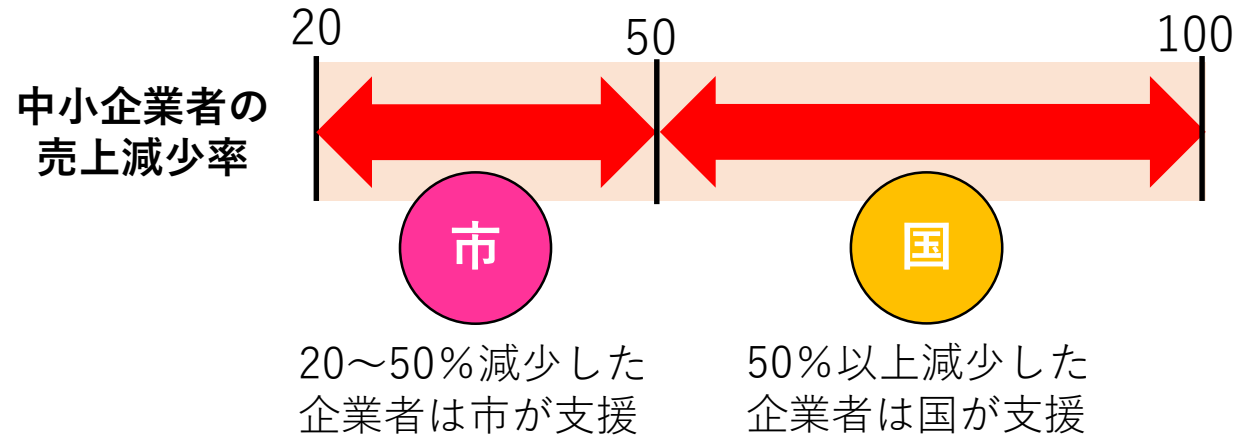 20
50
100
中小企業者の
売上減少率
市
国
20～50％減少した
企業者は市が支援
50％以上減少した
企業者は国が支援